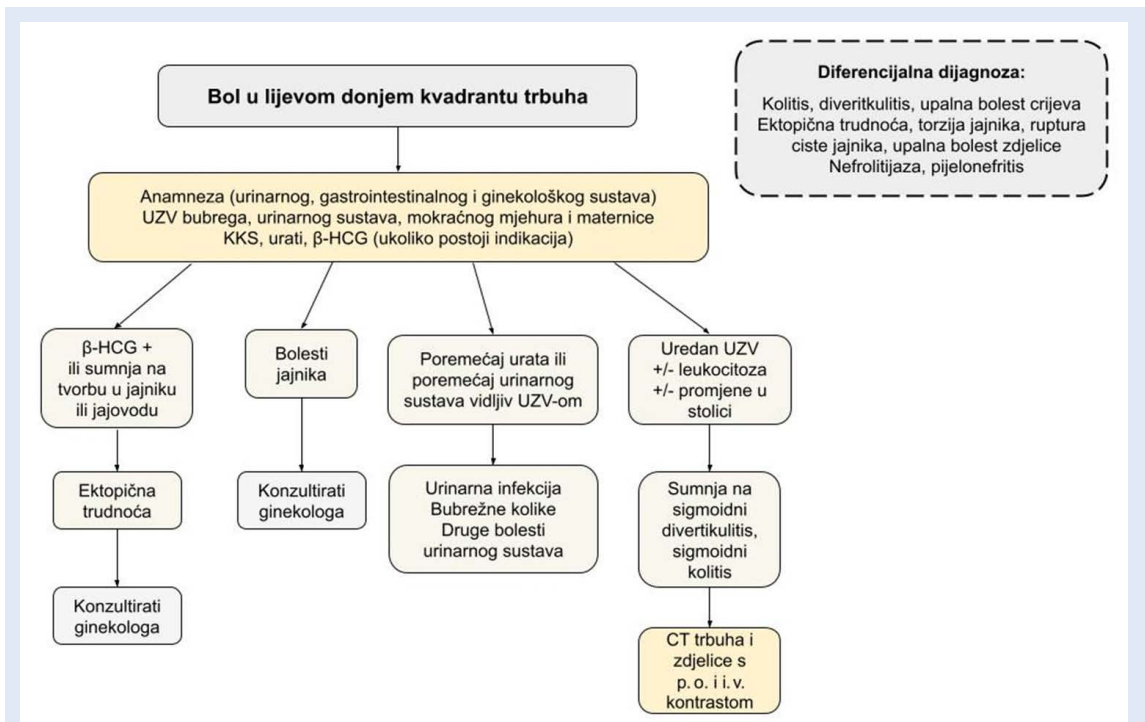 Bol u lijevom donjem kvadrantu trbuha
Diferencijalna dijagnoza:
Kolitis, diveritkulitis, upalna bolest crijeva
Ektopična trudnoća, torzija jajnika, ruptura
ciste jajnika, upalna bolest zdjelice
Nefrolitijaza, pijelonefritis
Anamneza (urinarnog, gastrointestinalnog i ginekološkog sustava)
UZV bubrega, urinarnog sustava, mokraćnog mjehura i maternice
KKS, urati, β-HCG (ukoliko postoji indikacija)
β-HCG +
ili sumnja na
tvorbu u jajniku
ili jajovodu
Ektopična
trudnoća
Konzultirati
ginekologa
Bolesti
jajnika
Konzultirati
ginekologa
Poremećaj urata ili
poremećaj urinarnog
sustava vidljiv UZV-om
Urinarna infekcija
Bubrežne kolike
Druge bolesti
urinarnog sustava
Uredan UZV
+/- leukocitoza
+/- promjene u
stolici
Sumnja na
sigmoidni
divertikulitis,
sigmoidni
kolitis
CT trbuha i
zdjelice s
p. o. i i. v.
kontrastom